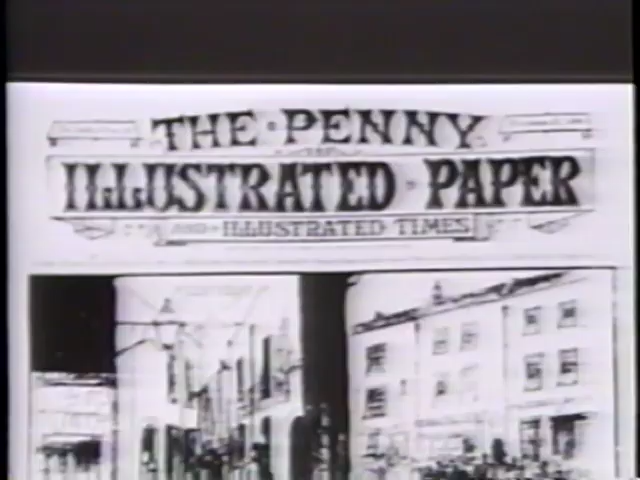 THE · PENNY
ILLUSTRATED · PAPER
AND ILLUSTRATED TIMES